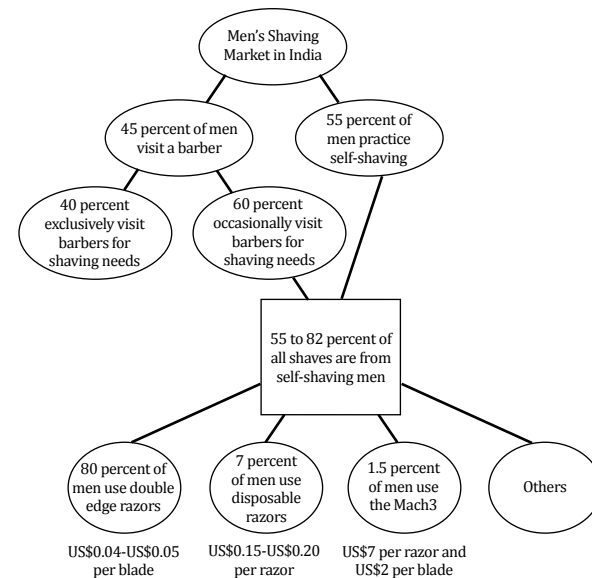 Men's Shaving
Market in India
45 percent of men
visit a barber
55 percent of
men practice
self-shaving
40 percent
exclusively visit
barbers for
shaving needs
60 percent
occasionally visit
barbers for
shaving needs
55 to 82 percent of
all shaves are from
self-shaving men
80 percent of
men use double
edge razors
7 percent
of men use
disposable
razors
1.5 percent
of men use
the Mach3
Others
US$0.04-US$0.05
per blade
US$0.15-US$0.20
per razor
US$7 per razor and
US$2 per blade